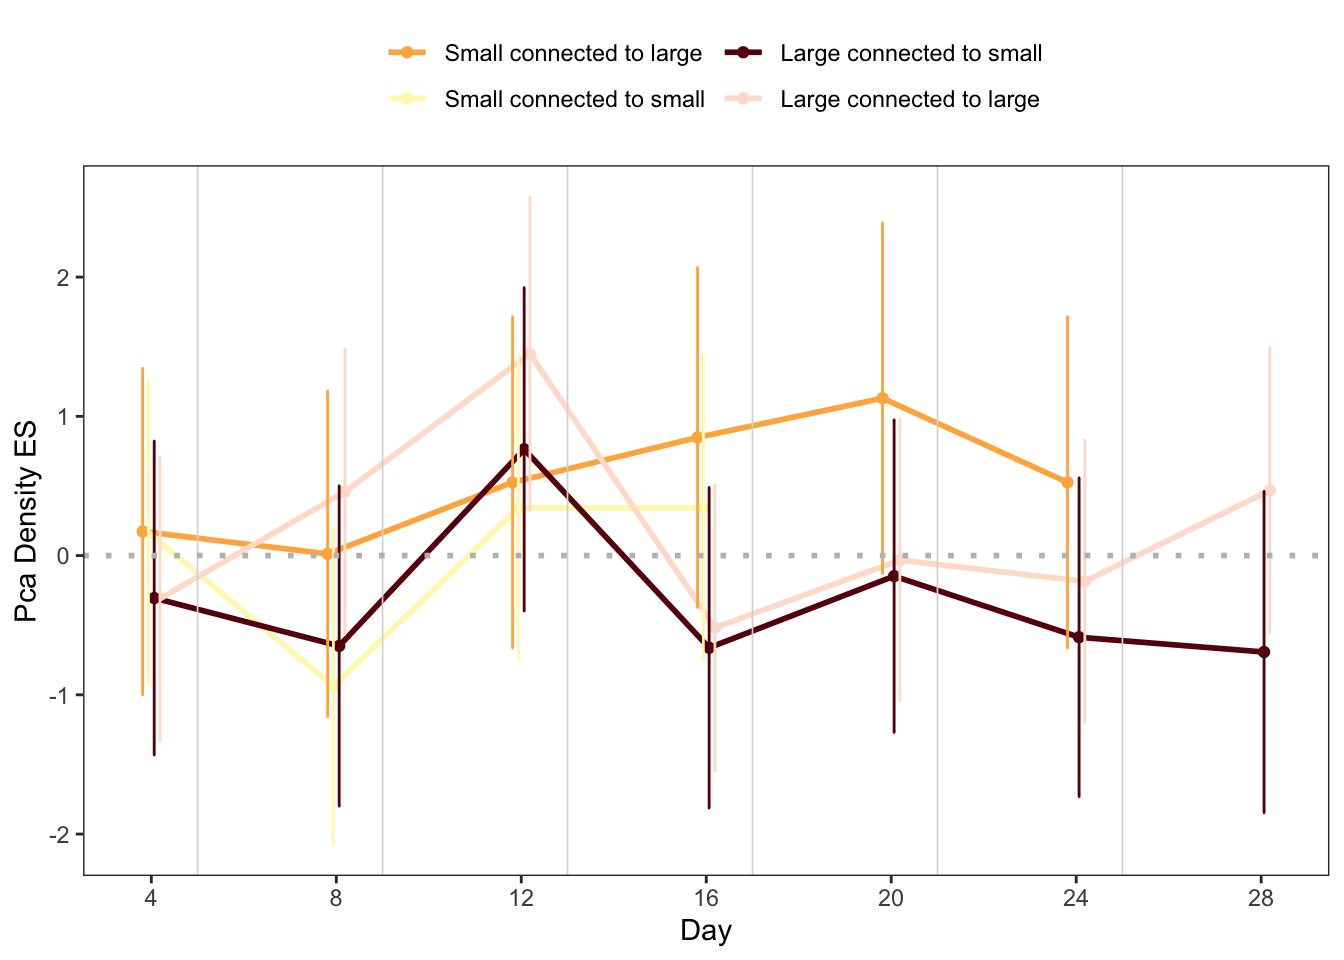 Small connected to large
Large connected to small
Small connected to small
Large connected to large
Pca Density ES
2
1
0
-1
-2
4 8 12 16 20 24 28
Day